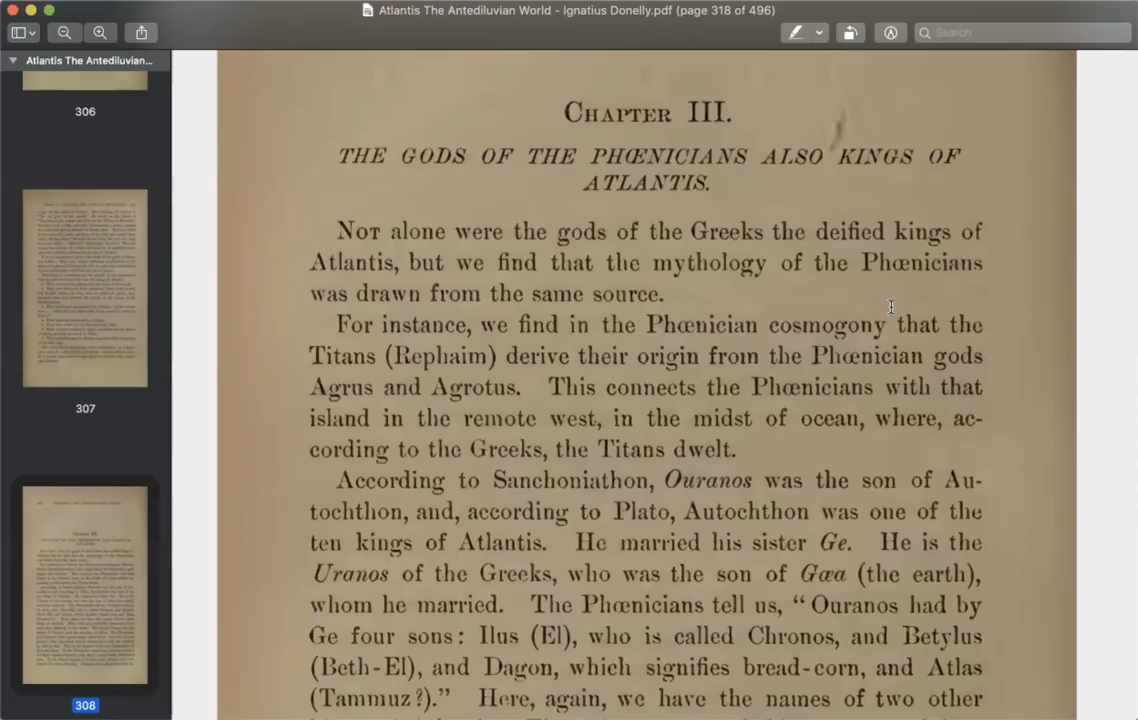 Atlantis The Antediluvian World - Ignatius Donelly.pdf (page 318 of 496)
Search
Atlantis The Antediluvian...
306
307
308
CHAPTER III.
THE GODS OF THE PHŒNICIANS ALSO KINGS OF
ATLANTIS.
NOT alone were the gods of the Greeks the deified kings of
Atlantis, but we find that the mythology of the Phœnicians
was drawn from the same source.
For instance, we find in the Phœnician cosmogony that the
Titans (Rephaim) derive their origin from the Phœnician gods
Agrus and Agrotus. This connects the Phœnicians with that
island in the remote west, in the midst of ocean, where, ac-
cording to the Greeks, the Titans dwelt.
According to Sanchoniathon, Ouranos was the son of Au-
tochthon, and, according to Plato, Autochthon was one of the
ten kings of Atlantis. He married his sister Ge. He is the
Uranos of the Greeks, who was the son of Gæa (the earth),
whom he married. The Phœnicians tell us, “ Ouranos had by
Ge four sons: Ilus (El), who is called Chronos, and Betylus
(Beth-El), and Dagon, which signifies bread-corn, and Atlas
(Tammuz?).” Here, again, we have the names of two other